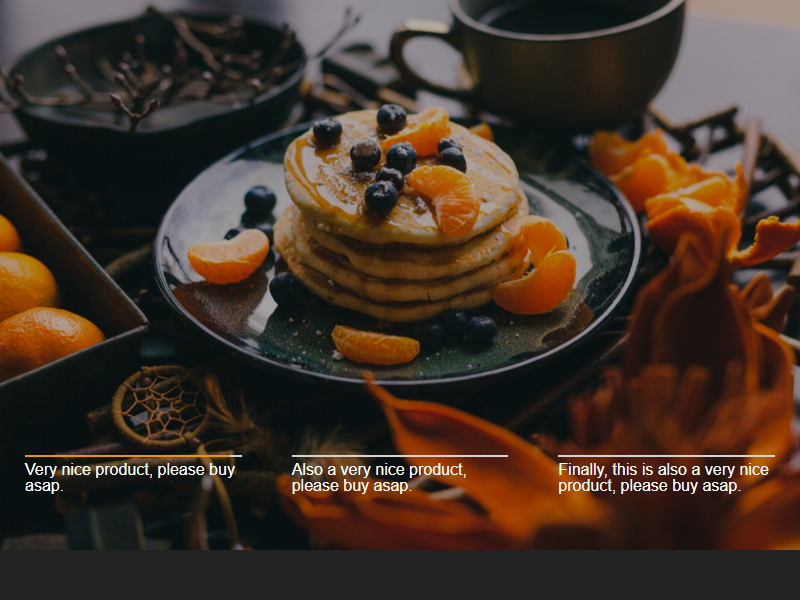 Very nice product, please buy
asap.
Also a very nice product,
please buy asap.
Finally, this is also a very nice
product, please buy asap.